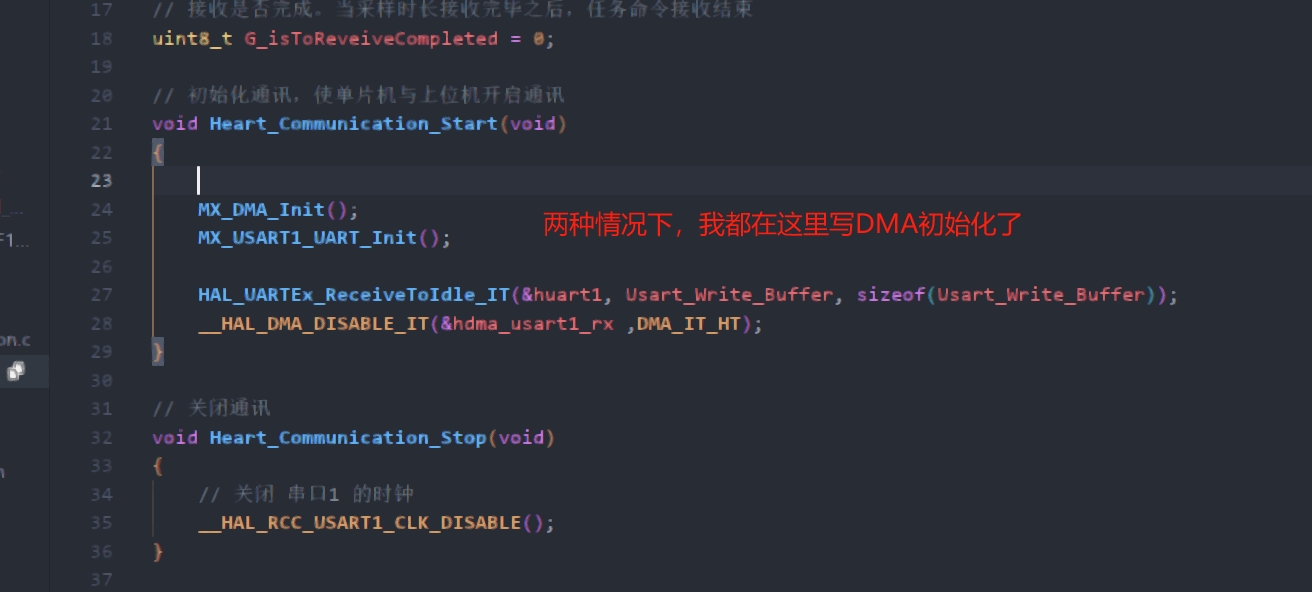 17 // 接收是否完成。当采样时长接收完毕之后，任务命令接收结束
18 uint8_t G_isToReveiveCompleted = 0;
19
20 // 初始化通讯，使单片机与上位机开启通讯
21 void Heart_Communication_Start(void)
22 {
23
24 MX_DMA_Init();
两种情况下，我都在这里写DMA初始化了
25 MX_USART1_UART_Init();
26
27 HAL_UARTEx_ReceiveToIdle_IT(&huart1, Usart_Write_Buffer, sizeof(Usart_Write_Buffer));
28 __HAL_DMA_DISABLE_IT(&hdma_usart1_rx ,DMA_IT_HT);
on.c
29 }
30
31 // 关闭通讯
32 void Heart_Communication_Stop(void)
33 {
34 // 关闭 串口1 的时钟
35 __HAL_RCC_USART1_CLK_DISABLE();
36 }
37